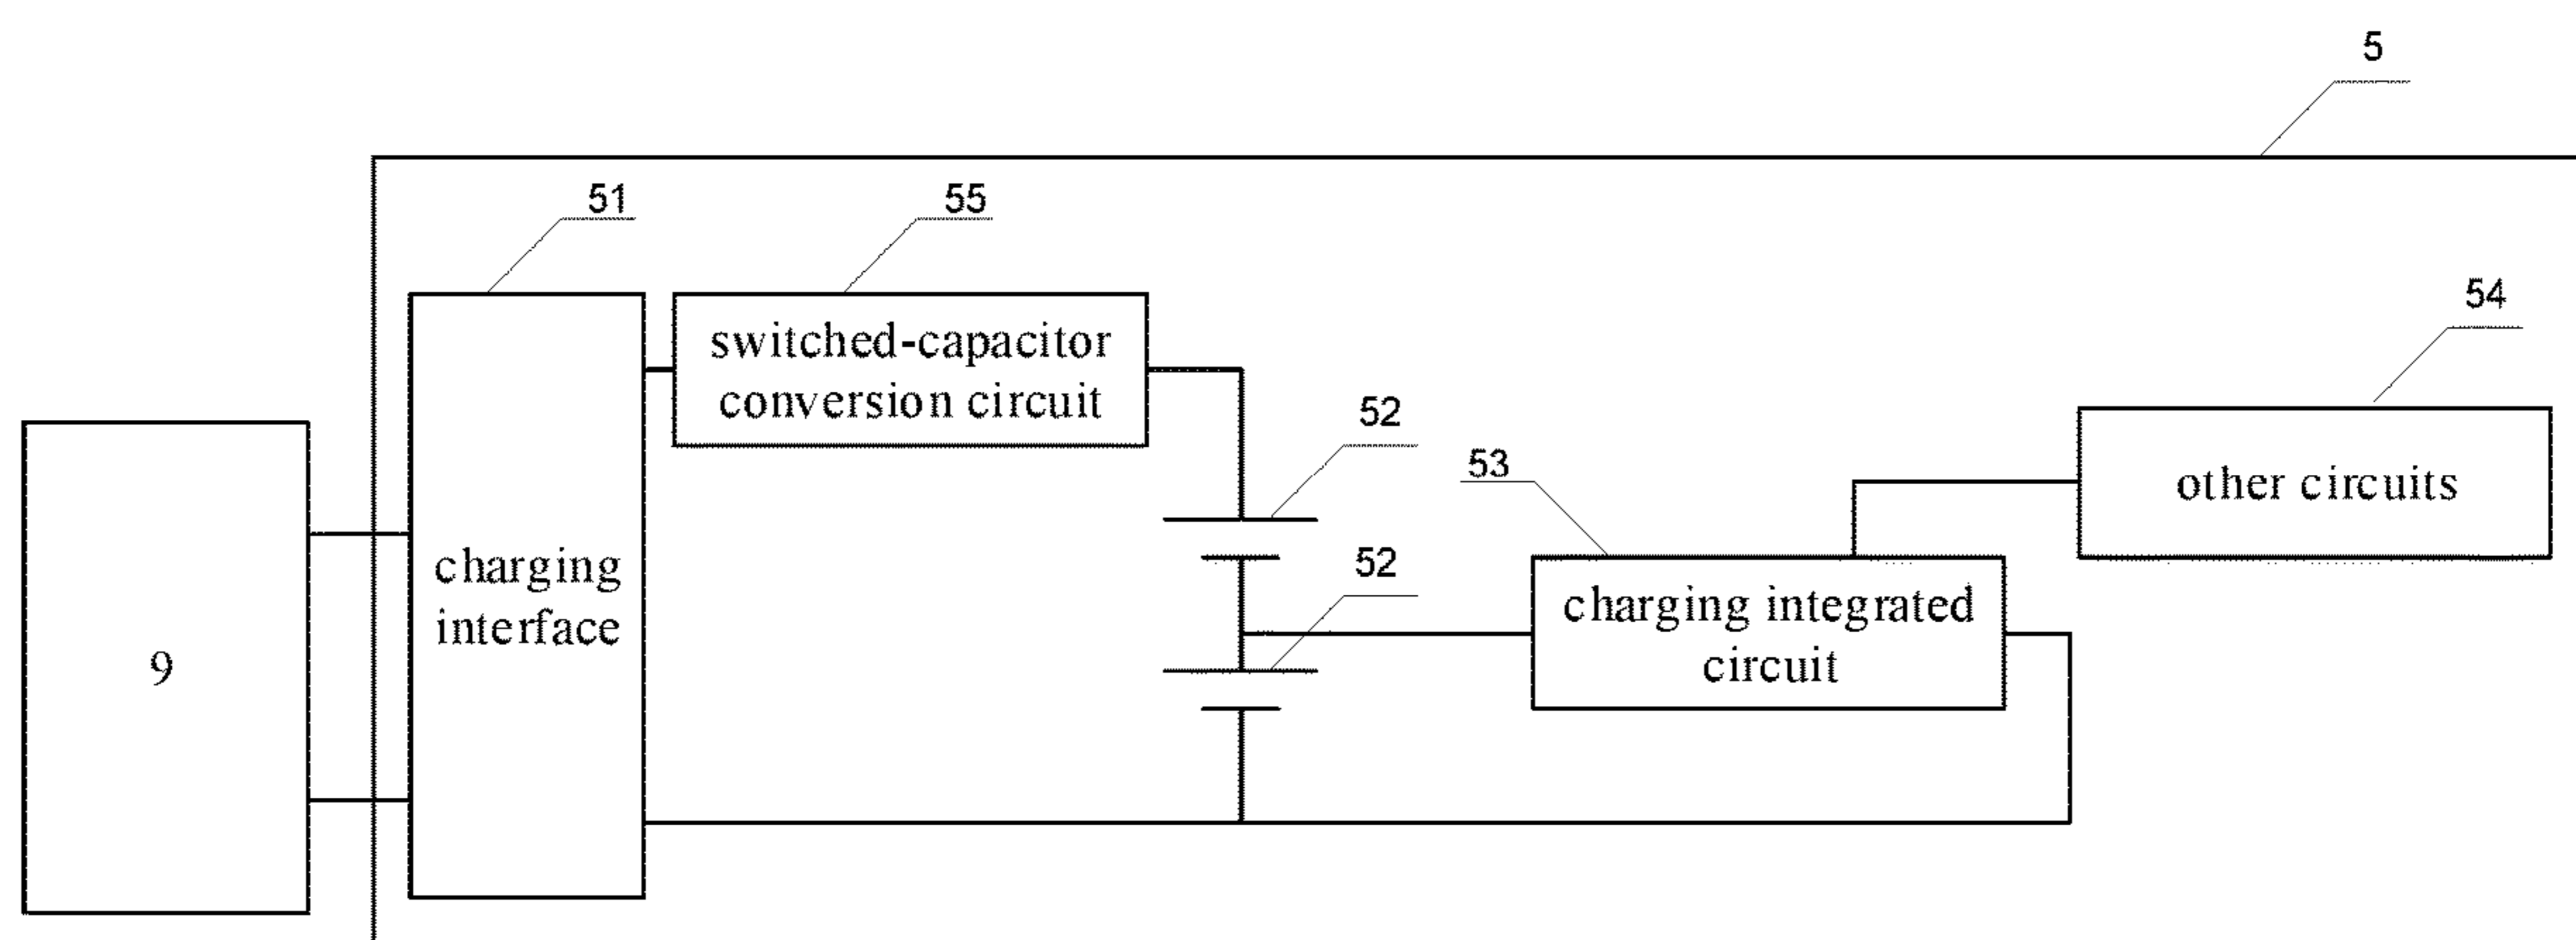 5
51
55
54
switched-capacitor
conversion circuit
52
53
other circuits
charging
interface
52
charging integrated
circuit
9